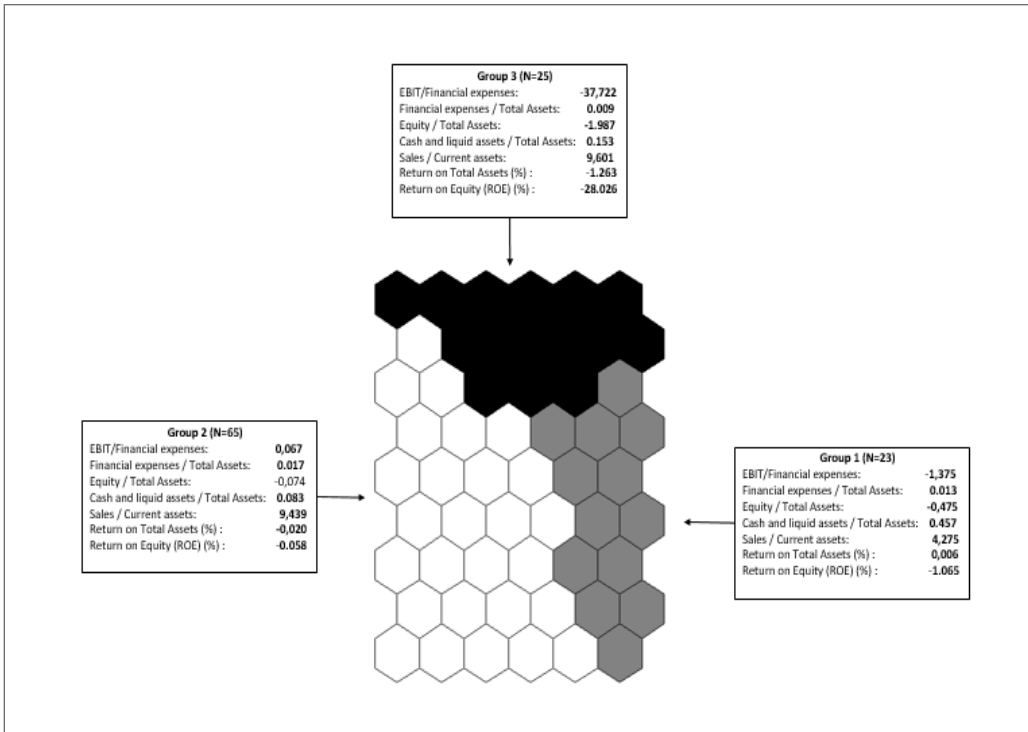 Group 3 (N=25)
EBIT/Financial expenses: -37,722
Financial expenses / Total Assets: 0.009
Equity / Total Assets: -1.987
Cash and liquid assets / Total Assets: 0.153
Sales / Current assets: 9,601
Return on Total Assets (%) : -1.263
Return on Equity (ROE) (%) : -28.026
Group 2 (N=65)
EBIT/Financial expenses: 0,067
Financial expenses / Total Assets: 0.017
Equity / Total Assets: -0,074
Cash and liquid assets / Total Assets: 0.083
Sales / Current assets: 9,439
Return on Total Assets (%) : -0,020
Return on Equity (ROE) (%) : -0.058
Group 1 (N=23)
EBIT/Financial expenses: -1,375
Financial expenses / Total Assets: 0.013
Equity / Total Assets: -0,475
Cash and liquid assets / Total Assets: 0.457
Sales / Current assets: 4,275
Return on Total Assets (%) : 0,006
Return on Equity (ROE) (%) : -1.065